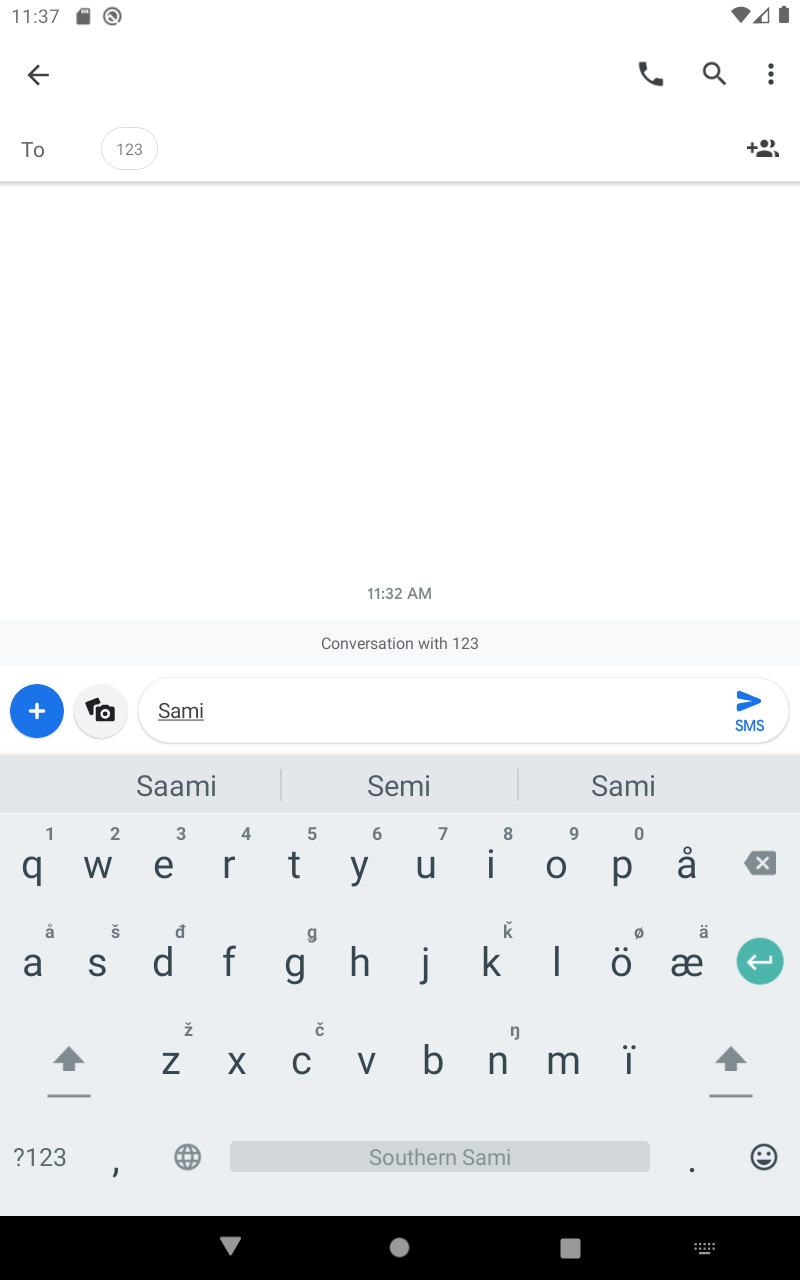 11:37
To 123
11:32 AM
Conversation with 123
Sami
SMS
Saami Semi Sami
1 2 3 4 5 6 7 8 9 0
q w e r t y u i o p å
å š đ g ǩ ø ä
a s d f g h j k l ö æ
ž č ŋ
z x c v b n m ï
?123 , Southern Sami .